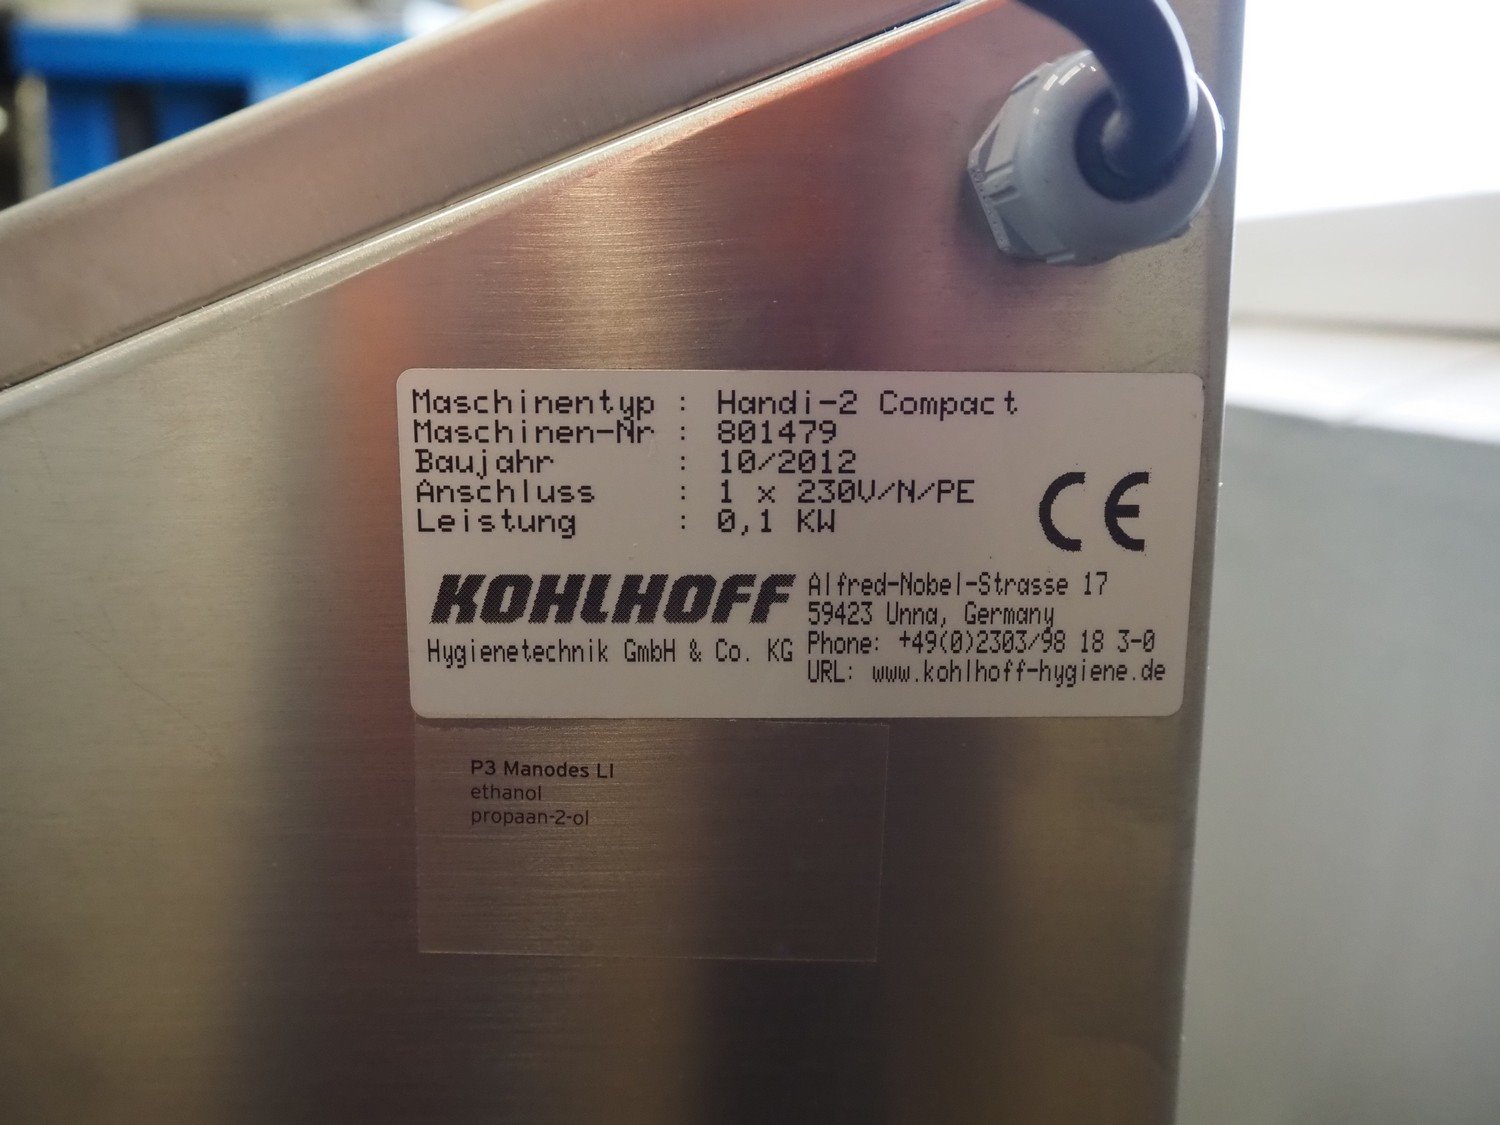 Maschinentyp : Handi-2 Compact
Maschinen-Nr : 801479
Baujahr : 10/2012
Anschluss : 1 x 230V/N/PE
Leistung : 0,1 KW
CE
KOHLHOFF
Hygienetechnik GmbH & Co. KG
Alfred-Nobel-Strasse 17
59423 Unna, Germany
Phone: +49(0)2303/98 18 3-0
URL: www.kohlhoff-hygiene.de
P3 Manodes LI
ethanol
propaan-2-ol